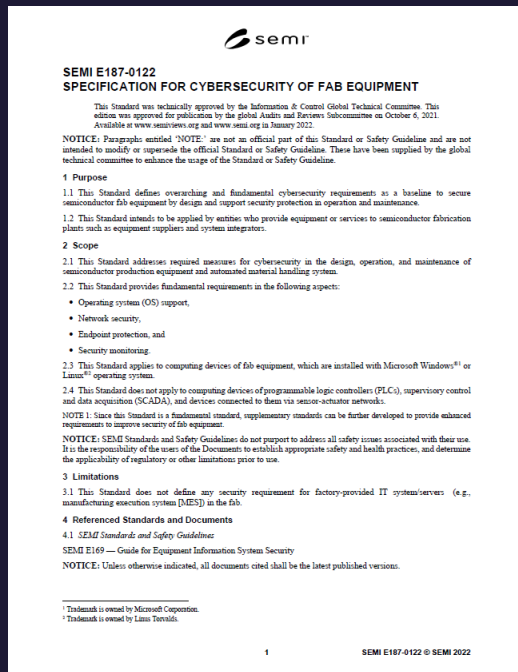 semi
SEMI E187-0122
SPECIFICATION FOR CYBERSECURITY OF FAB EQUIPMENT
This Standard was technically approved by the Information & Control Global Technical Committee. This
edition was approved for publication by the global Audits and Reviews Subcommittee on October 6, 2021.
Available at www.semiviews.org and www.semi.org in January 2022.
NOTICE: Paragraphs entitled ‘NOTE:’ are not an official part of this Standard or Safety Guideline and are not
intended to modify or supersede the official Standard or Safety Guideline. These have been supplied by the global
technical committee to enhance the usage of the Standard or Safety Guideline.
1 Purpose
1.1 This Standard defines overarching and fundamental cybersecurity requirements as a baseline to secure
semiconductor fab equipment by design and support security protection in operation and maintenance.
1.2 This Standard intends to be applied by entities who provide equipment or services to semiconductor fabrication
plants such as equipment suppliers and system integrators.
2 Scope
2.1 This Standard addresses required measures for cybersecurity in the design, operation, and maintenance of
semiconductor production equipment and automated material handling system.
2.2 This Standard provides fundamental requirements in the following aspects:
• Operating system (OS) support,
• Network security,
• Endpoint protection, and
• Security monitoring.
2.3 This Standard applies to computing devices of fab equipment, which are installed with Microsoft Windows®1 or
Linux®2 operating system.
2.4 This Standard does not apply to computing devices of programmable logic controllers (PLCs), supervisory control
and data acquisition (SCADA), and devices connected to them via sensor-actuator networks.
NOTE 1: Since this Standard is a fundamental standard, supplementary standards can be further developed to provide enhanced
requirements to improve security of fab equipment.
NOTICE: SEMI Standards and Safety Guidelines do not purport to address all safety issues associated with their use.
It is the responsibility of the users of the Documents to establish appropriate safety and health practices, and determine
the applicability of regulatory or other limitations prior to use.
3 Limitations
3.1 This Standard does not define any security requirement for factory-provided IT system/servers (e.g.,
manufacturing execution system [MES]) in the fab.
4 Referenced Standards and Documents
4.1 SEMI Standards and Safety Guidelines
SEMI E169 — Guide for Equipment Information System Security
NOTICE: Unless otherwise indicated, all documents cited shall be the latest published versions.
1 Trademark is owned by Microsoft Corporation.
2 Trademark is owned by Linus Torvalds.
1 SEMI E187-0122 © SEMI 2022